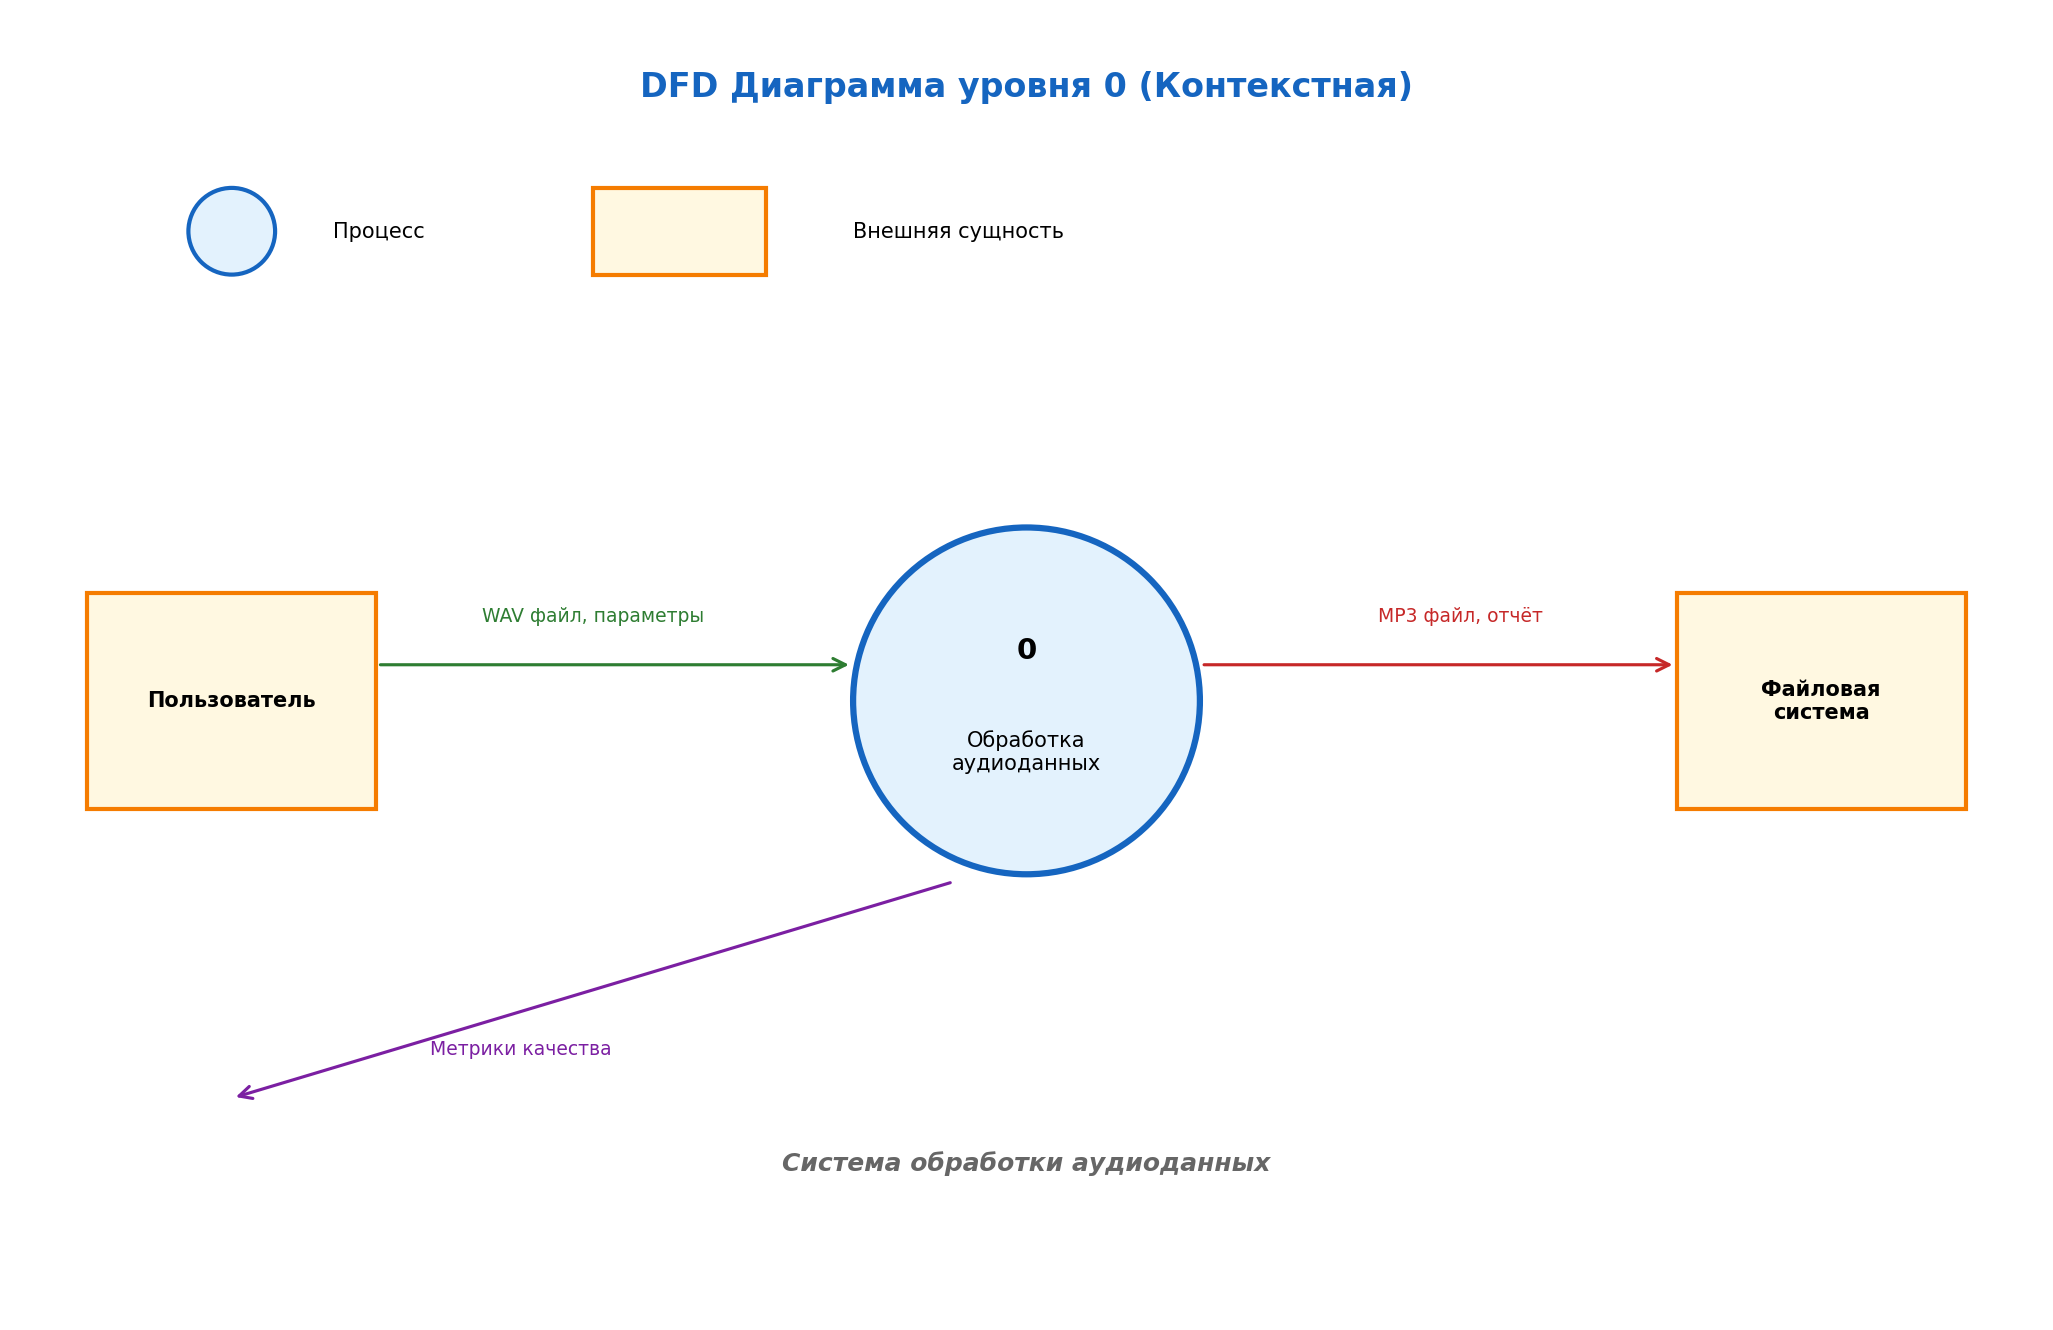 DFD Диаграмма уровня 0 (Контекстная)
Процесс
Внешняя сущность
WAV файл, параметры
MP3 файл, отчёт
Пользователь
0
Обработка
аудиоданных
Файловая
система
Метрики качества
Система обработки аудиоданных